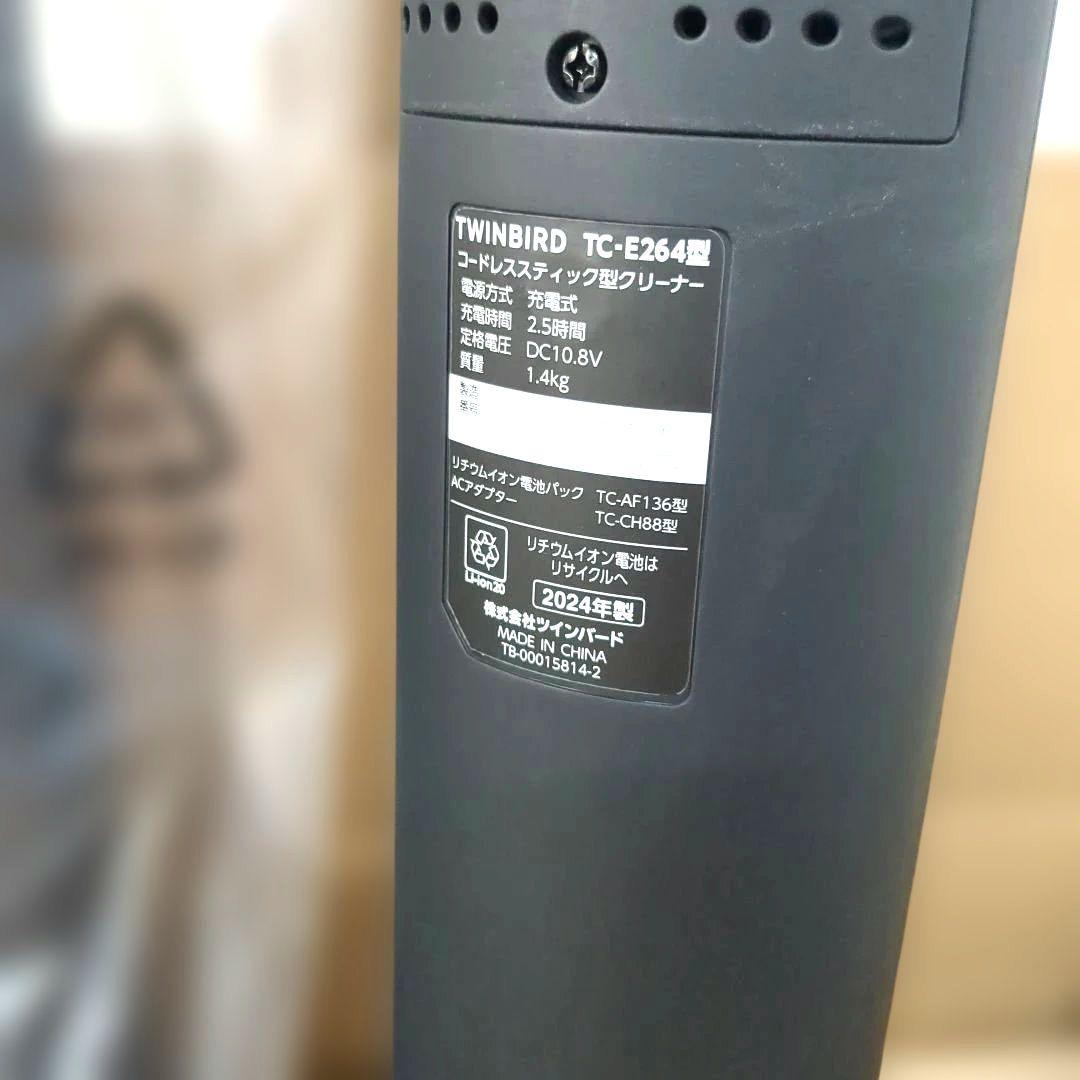 TWINBIRD TC-E264型
コードレススティック型クリーナー
電源方式 充電式
充電時間 2.5時間
定格電圧 DC10.8V
質量 1.4kg
製造
番号
リチウムイオン電池パック TC-AF136型
ACアダプター TC-CH88型
リチウムイオン電池は
リサイクルへ
Li-ion20
2024年製
株式会社ツインバード
MADE IN CHINA
TB-00015814-2